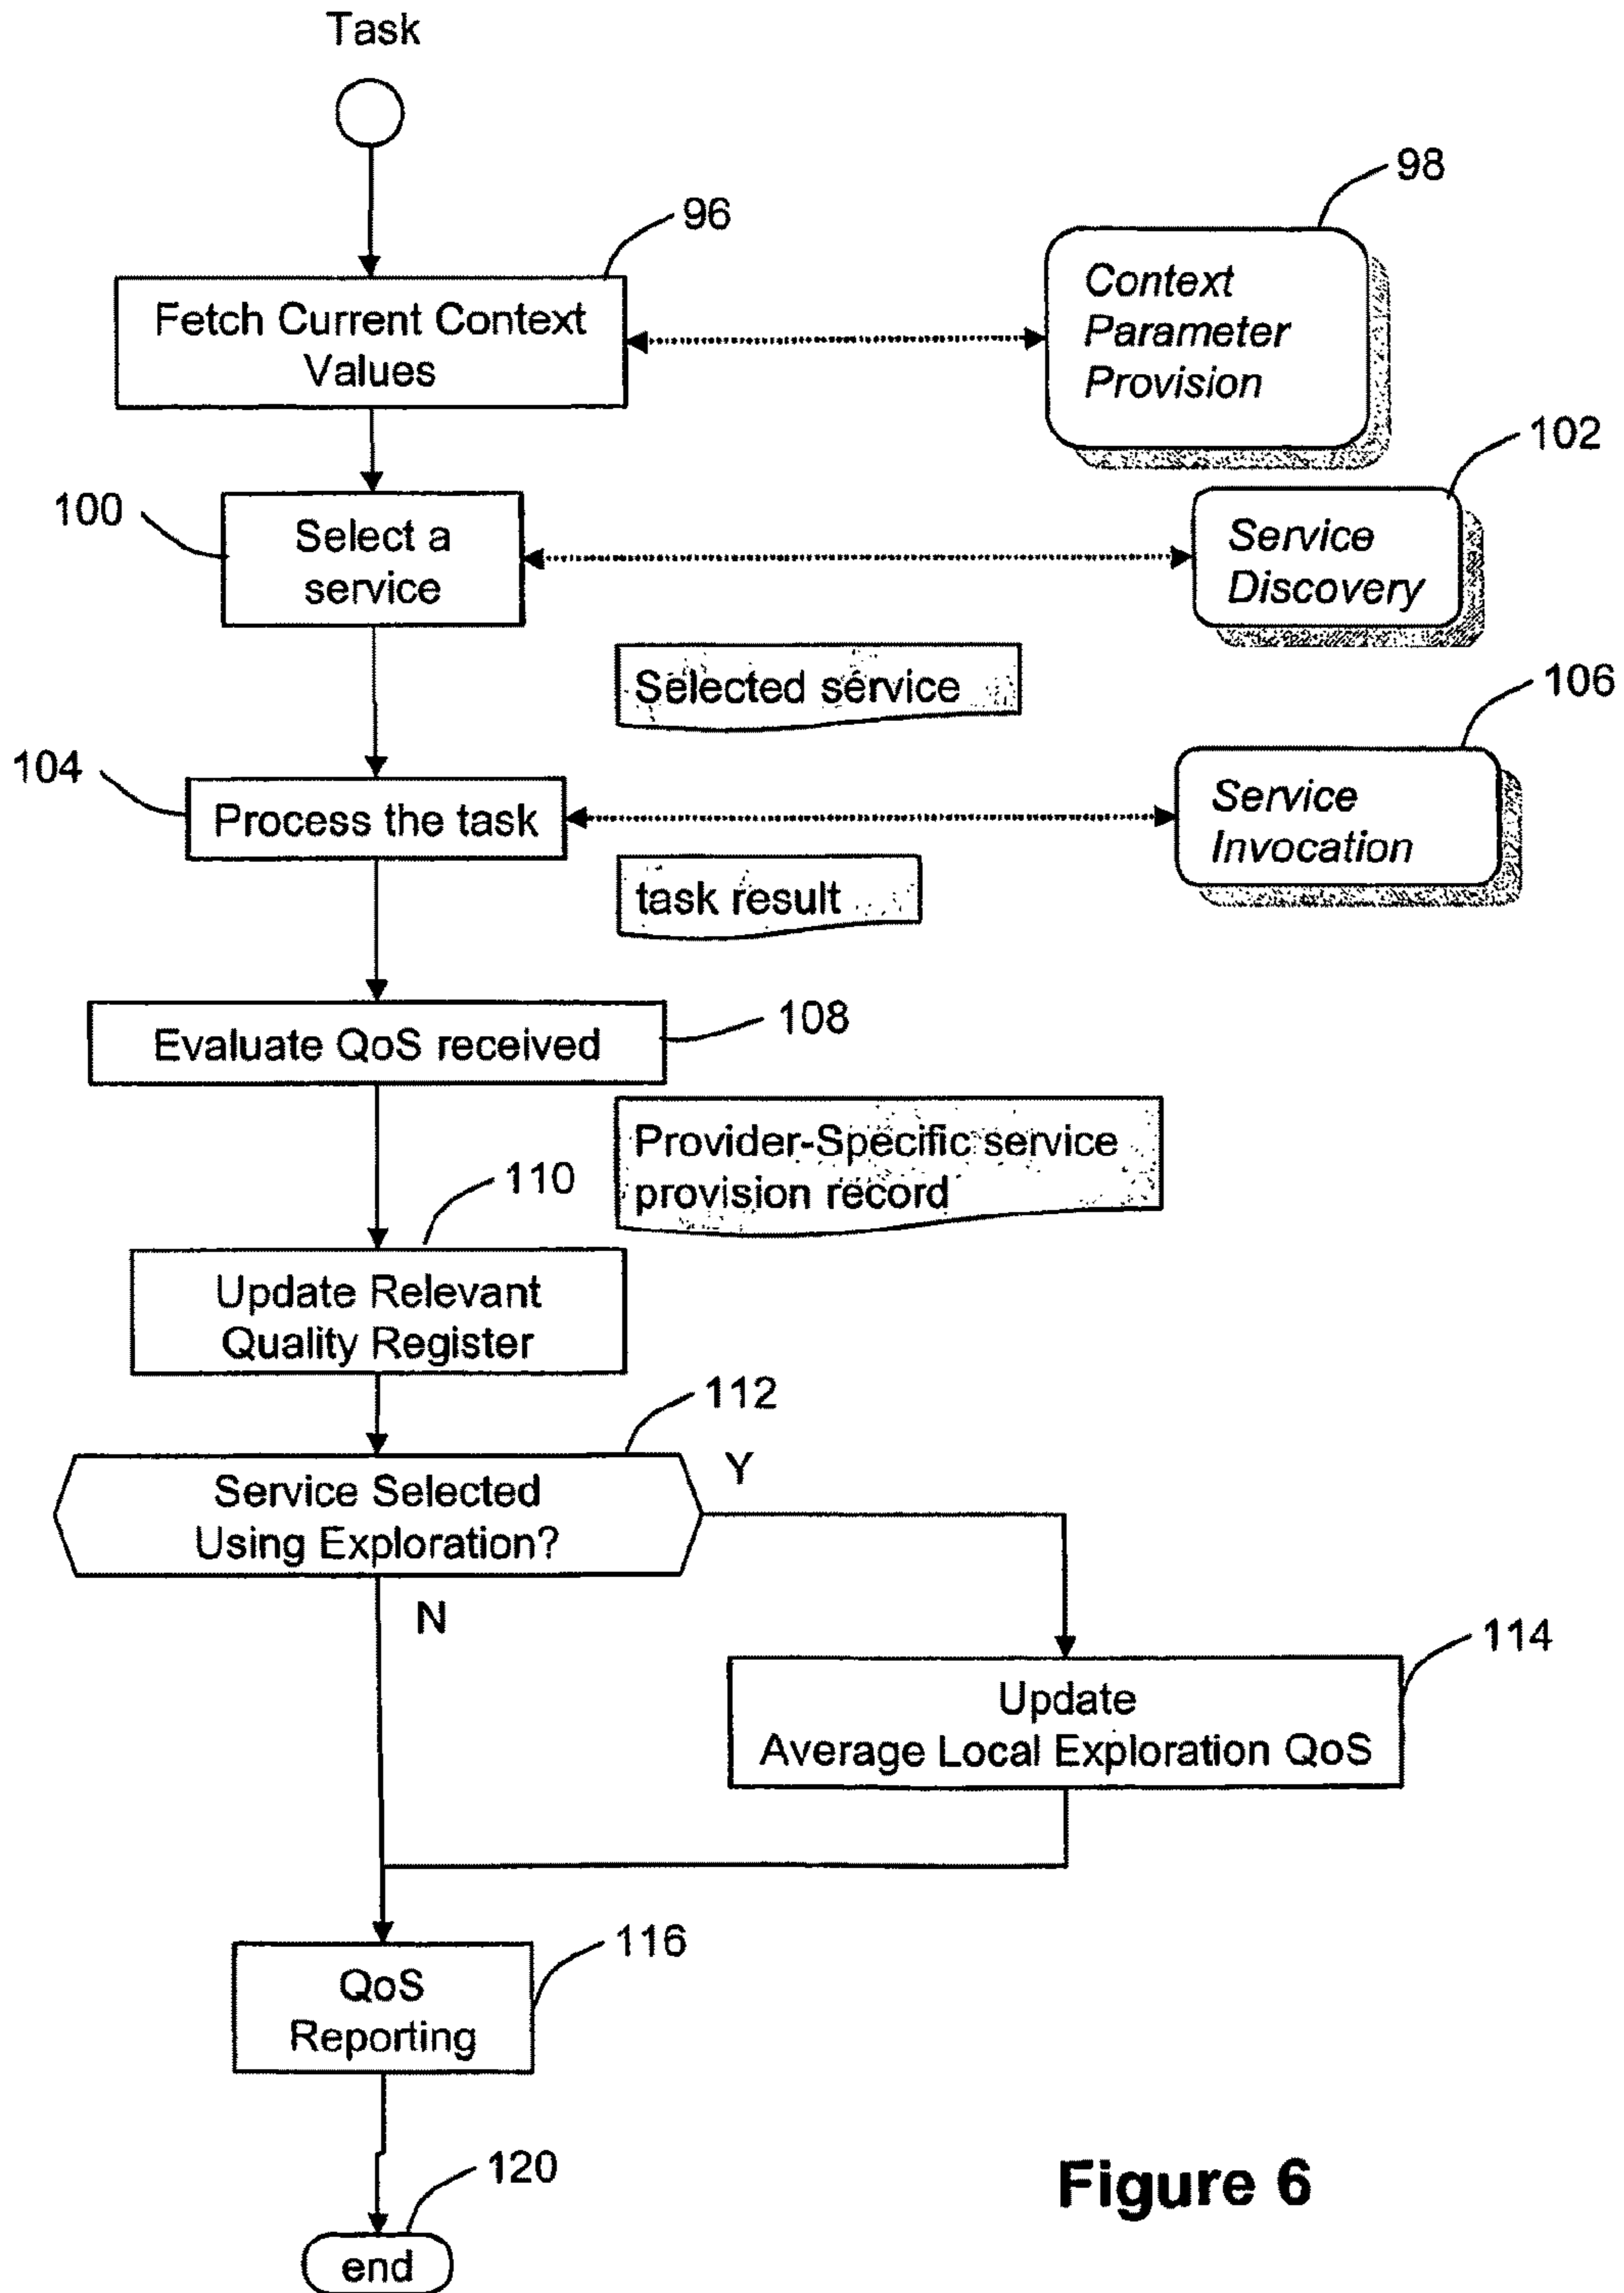 Task
98
96
Context
Parameter
Provision
Fetch Current Context
Values
102
100
Select a
service
Service
Discovery
Selected service
106
104
Process the task
Service
Invocation
task result
108
Evaluate QoS received
Provider-Specific service
provision record
110
Update Relevant
Quality Register
112
Y
Service Selected
Using Exploration?
N
114
Update
Average Local Exploration QoS
116
QoS
Reporting
120
end
Figure 6